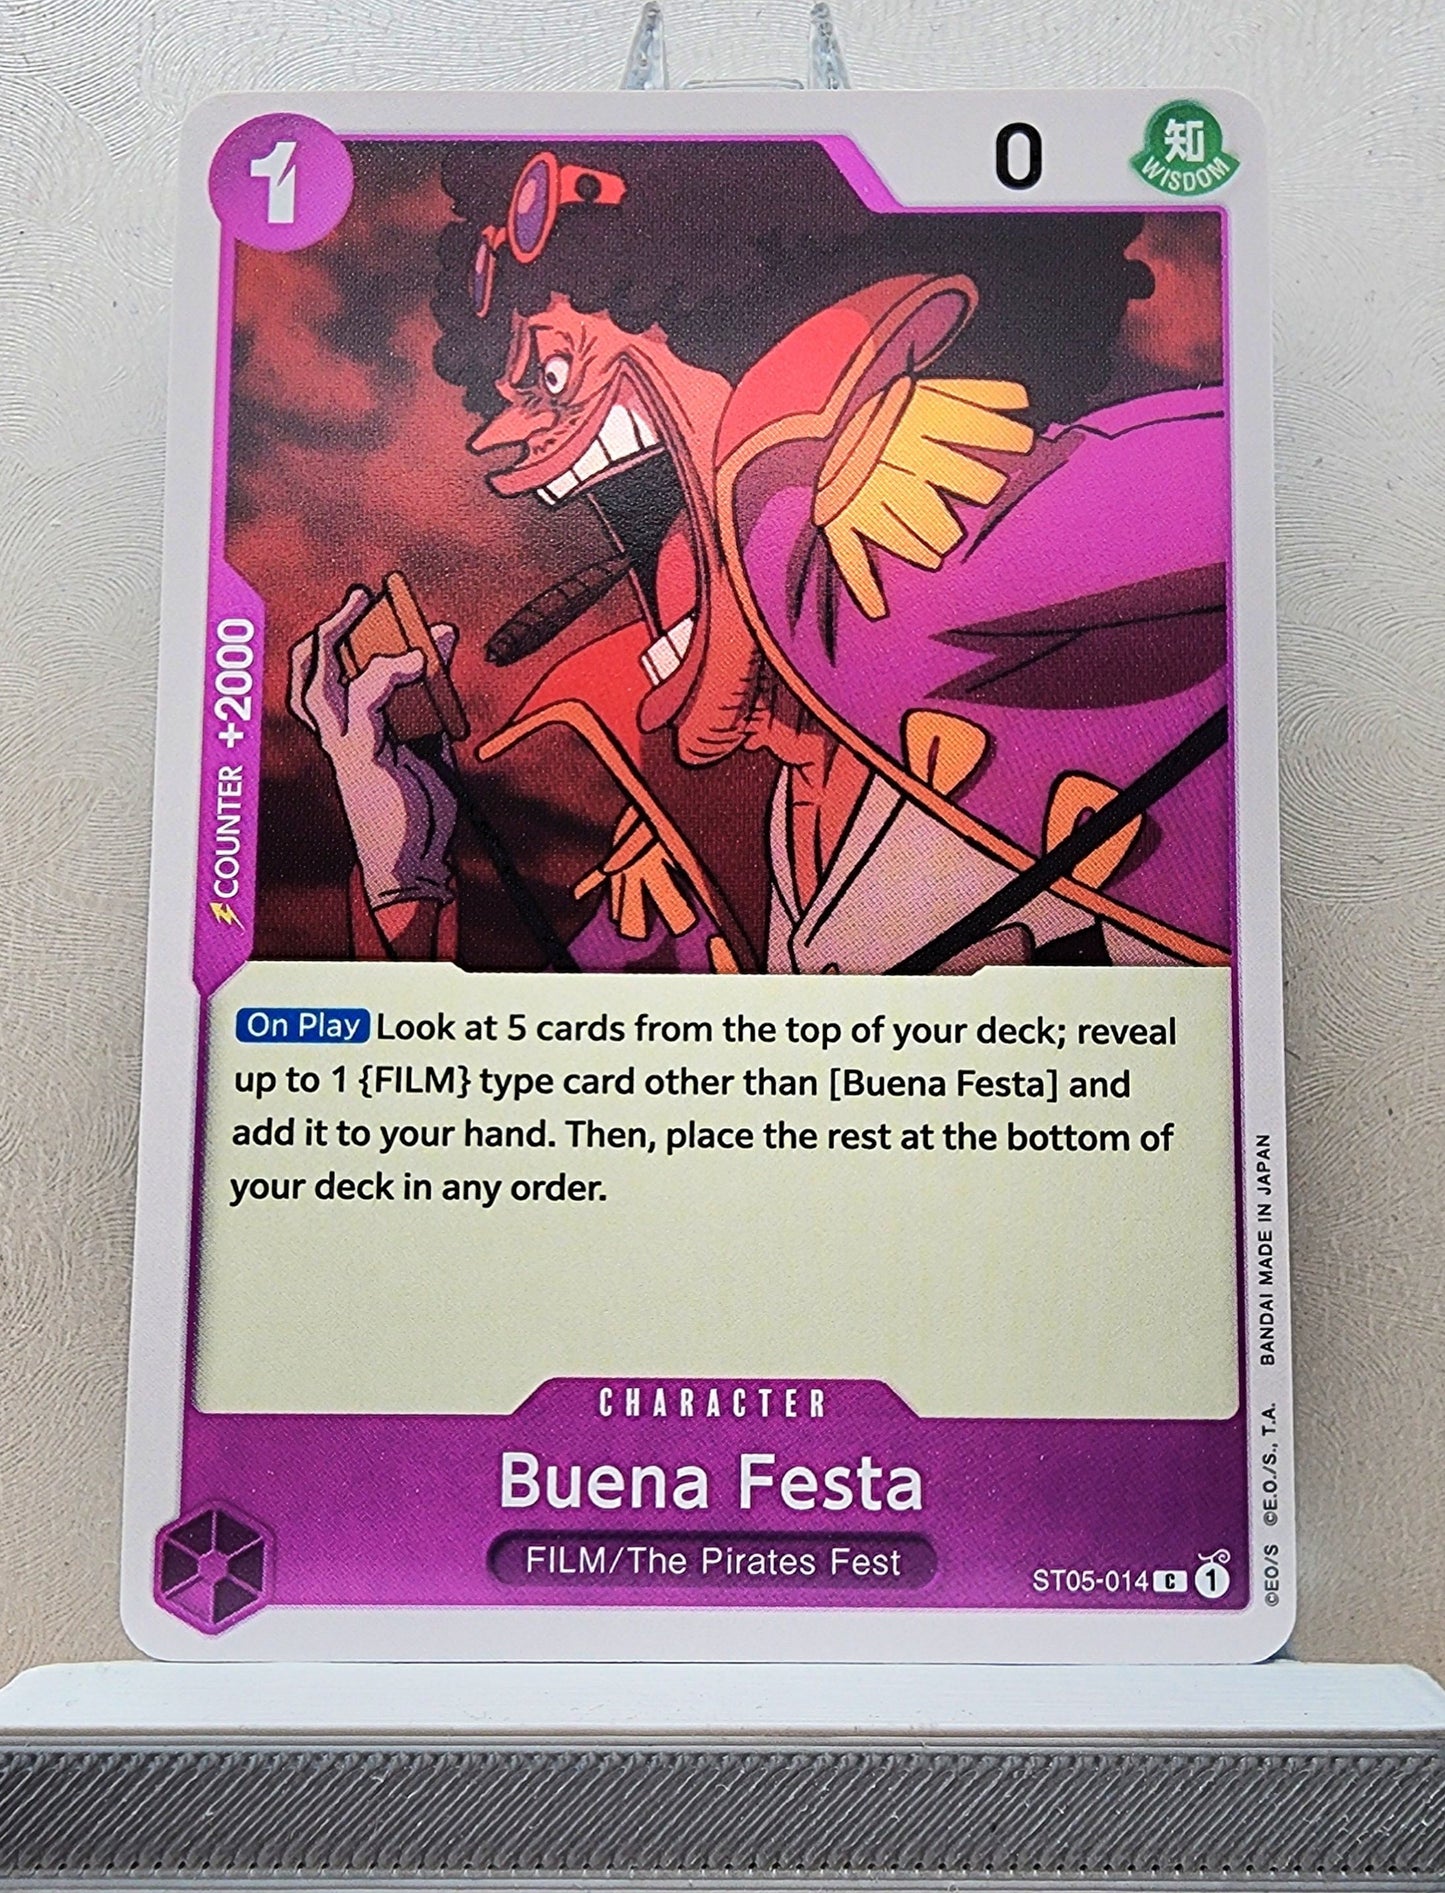 1
0
知
WISDOM
COUNTER +2000
On Play Look at 5 cards from the top of your deck; reveal
up to 1 {FILM} type card other than [Buena Festa] and
add it to your hand. Then, place the rest at the bottom of
your deck in any order.
CHARACTER
Buena Festa
FILM/The Pirates Fest
ST05-014 C 1
©EO/S ©E.O./S., T.A. BANDAI MADE IN JAPAN